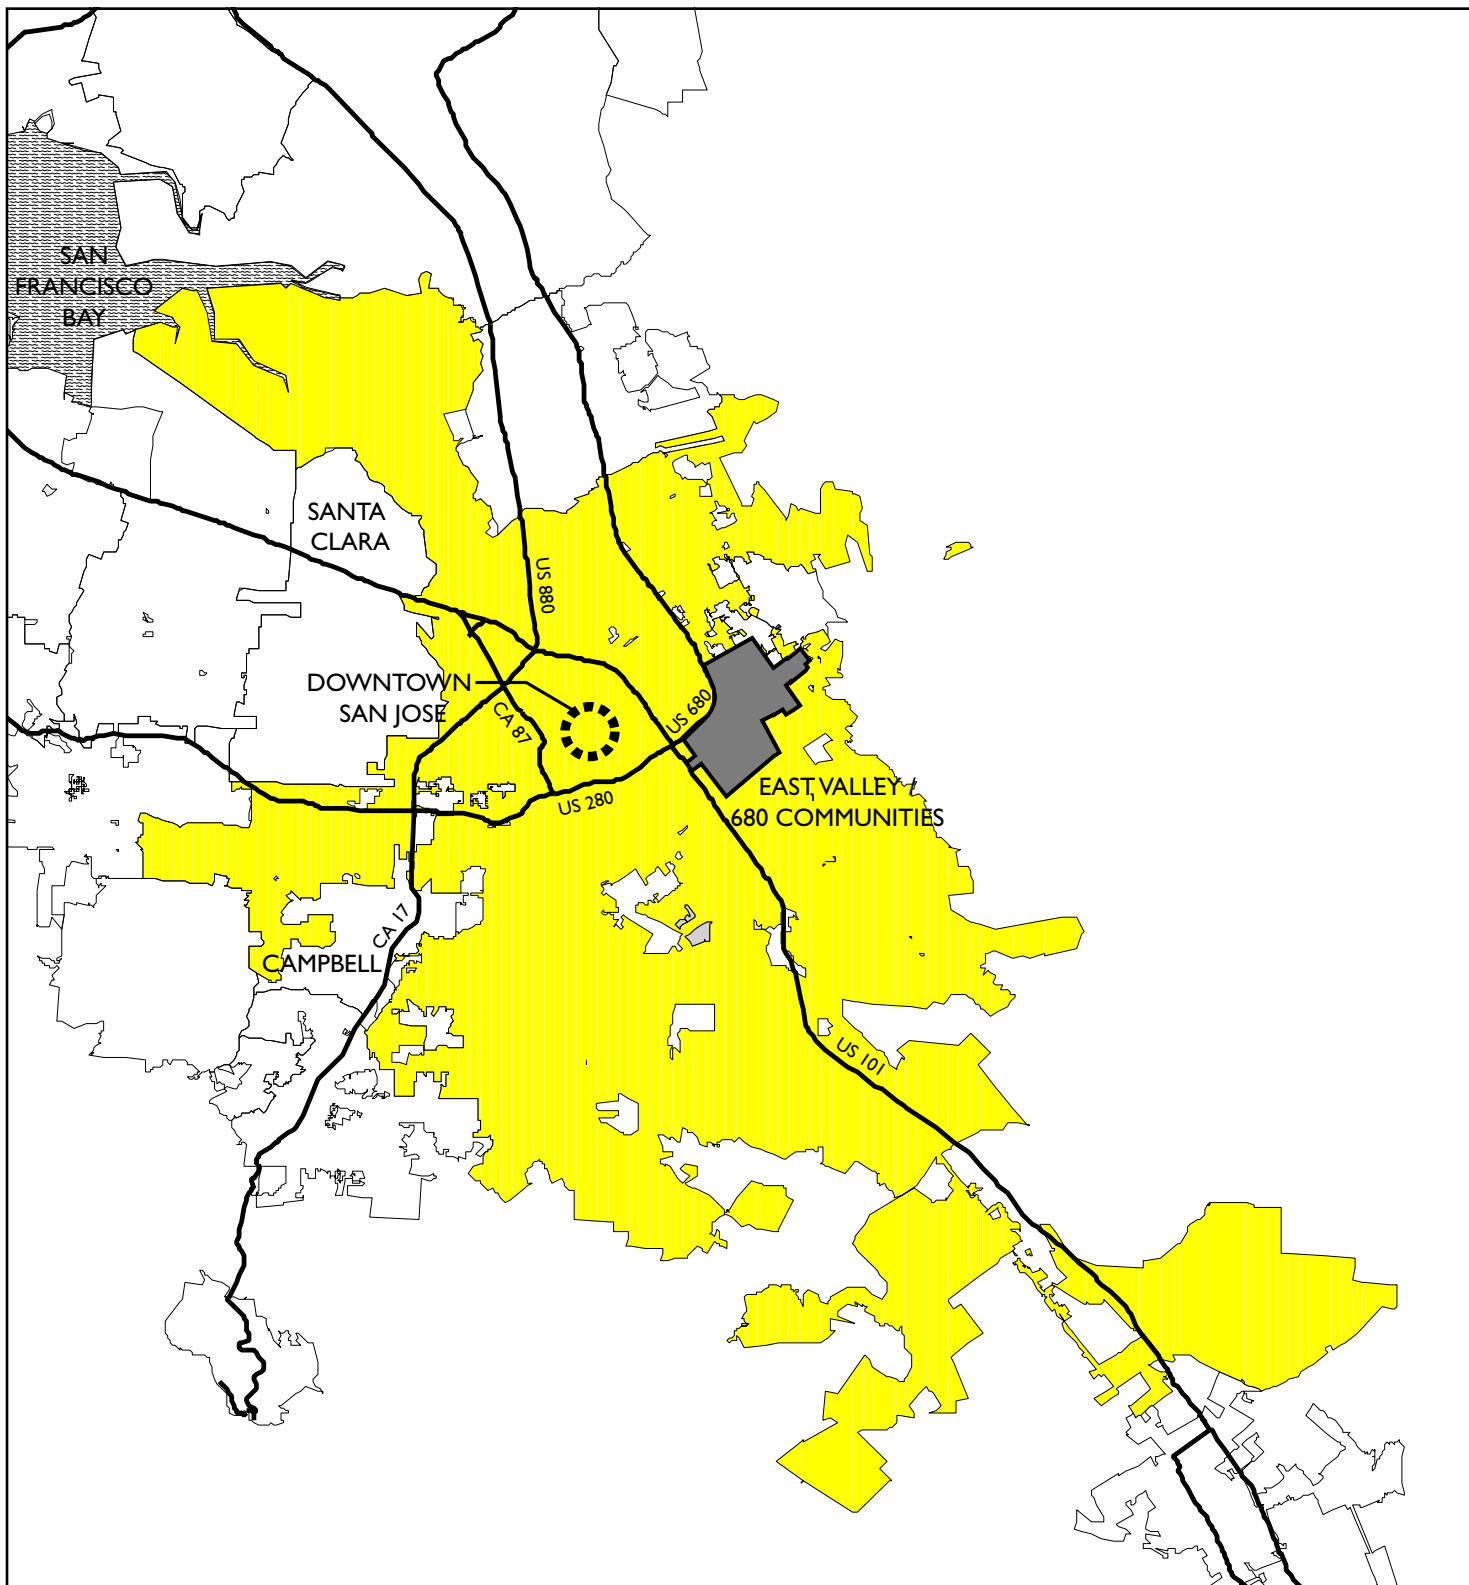 SAN
FRANCISCO
BAY
SANTA
CLARA
US 880
DOWNTOWN
SAN JOSE
CA 87
US 680
EAST VALLEY /
680 COMMUNITIES
US 280
CA 17
CAMPBELL
US 101